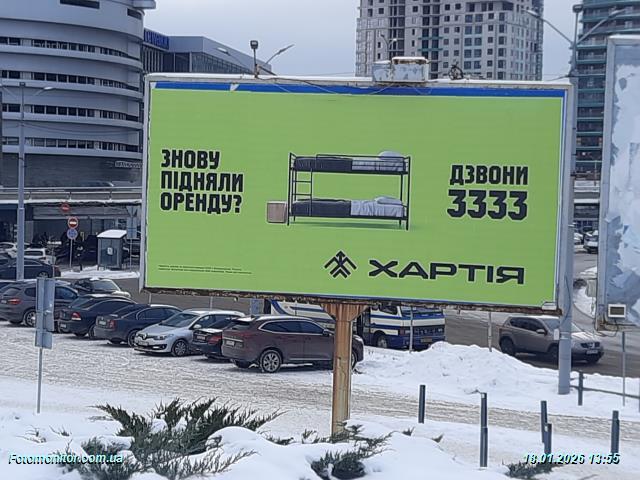 ЗНОВУ
ПІДНЯЛИ
ОРЕНДУ?
ДЗВОНИ
3333
ХАРТІЯ
Fotomonitor.com.ua
18.01.2026 13:55